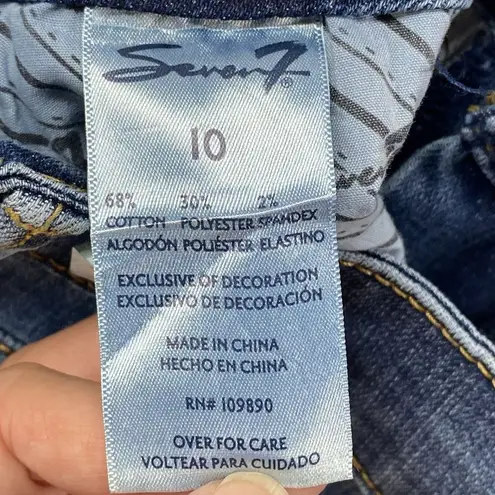 Seven7®
10
68% 30% 2%
COTTON POLYESTER SPANDEX
ALGODÓN POLIÉSTER ELASTINO
EXCLUSIVE OF DECORATION
EXCLUSIVO DE DECORACIÓN
MADE IN CHINA
HECHO EN CHINA
RN# 109890
OVER FOR CARE
VOLTEAR PARA CUIDADO